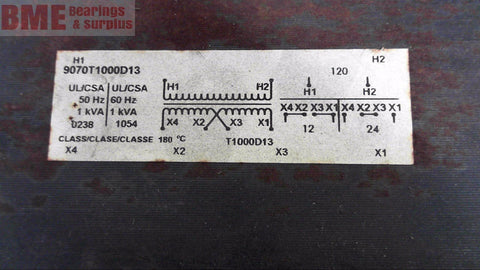 BME Bearings & Surplus
H1 H2
9070T1000D13
UL/CSA UL/CSA
50 Hz 60 Hz
1 kVA 1 kVA
0238 1054
CLASS/CLASE/CLASSE 180 °C
H1 H2
X4 X2 X3 X1
T1000D13
120
H1 H2
X4 X2 X3 X1 X4 X2 X3 X1
12 24
X4 X2 X3 X1